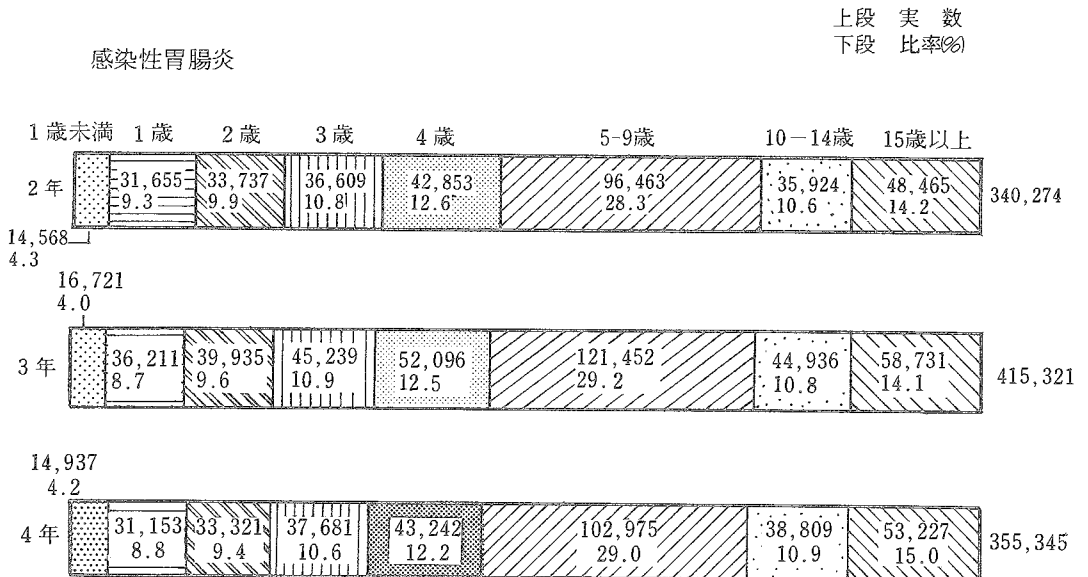 上段 実 数
下段 比率(%)
感染性胃腸炎
1歳未満 1歳 2歳 3歳 4歳 5-9歳 10-14歳 15歳以上
2年 31,655 33,737 36,609 42,853 96,463 35,924 48,465 340,274
9.3 9.9 10.8 12.6 28.3 10.6 14.2
14,568
4.3
16,721
4.0
3年 36,211 39,935 45,239 52,096 121,452 44,936 58,731 415,321
8.7 9.6 10.9 12.5 29.2 10.8 14.1
14,937
4.2
4年 31,153 33,321 37,681 43,242 102,975 38,809 53,227 355,345
8.8 9.4 10.6 12.2 29.0 10.9 15.0